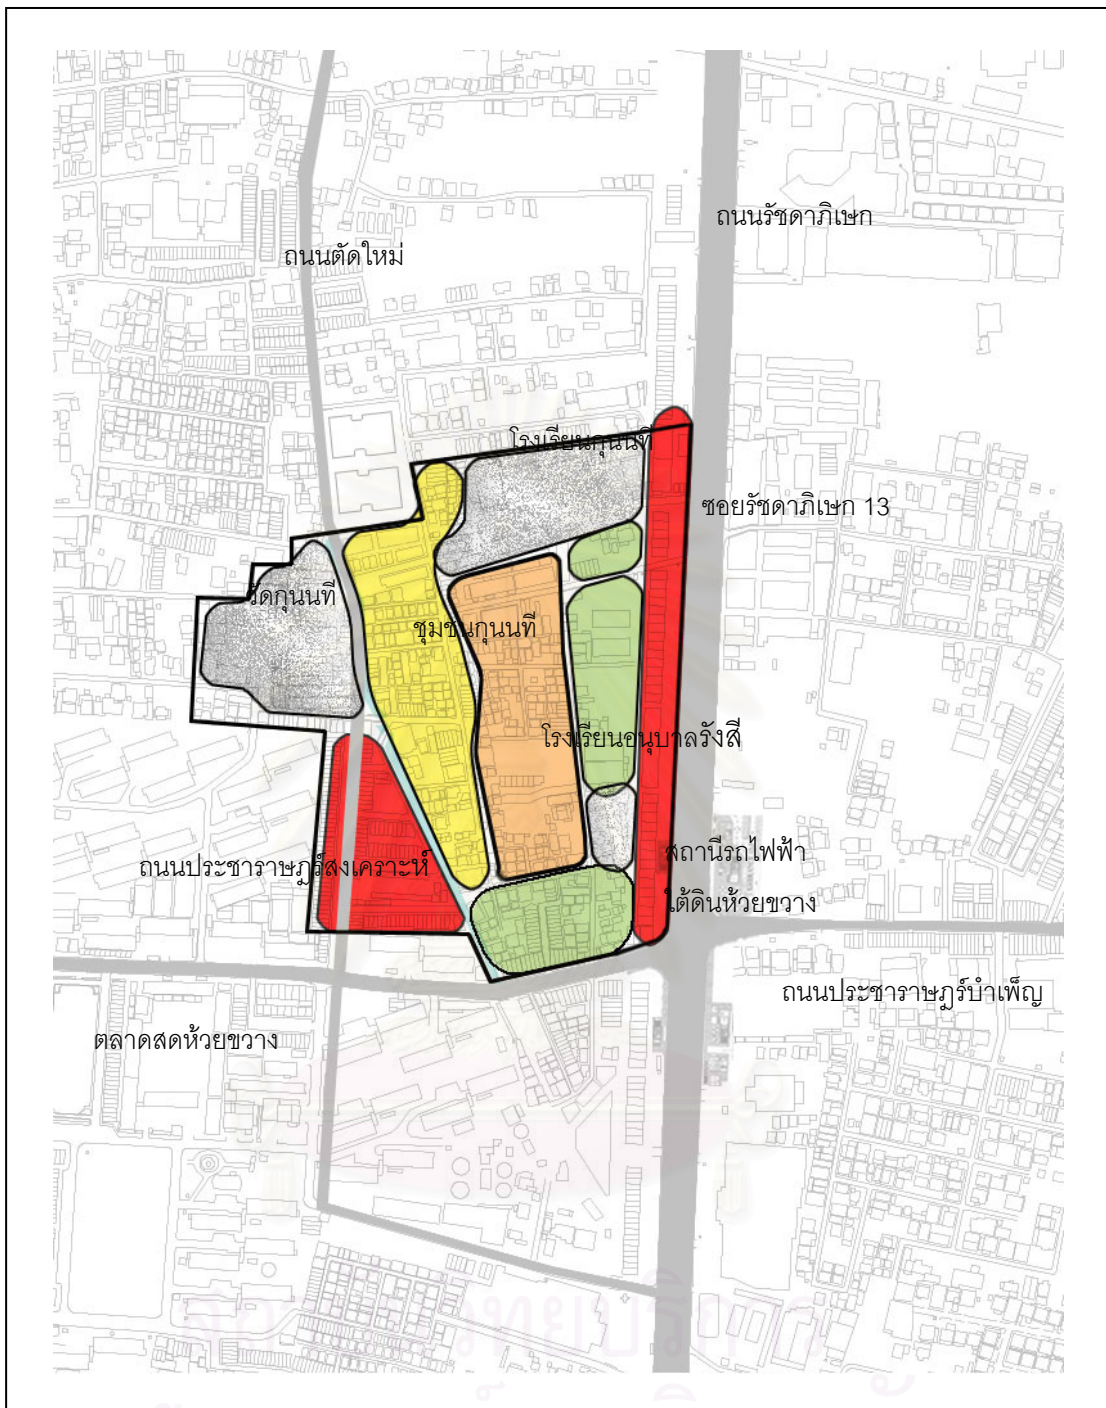 ถนนรัชดาภิเษก
ถนนตัดใหม่
โรงเรียนกุนนที
ซอยรัชดาภิเษก 13
วัดกุนนที
ชุมชนกุนนที
โรงเรียนอนุบาลรังสี
สถานีรถไฟฟ้า
ใต้ดินห้วยขวาง
ถนนประชาราษฎร์สงเคราะห์
ถนนประชาราษฎร์บำเพ็ญ
ตลาดสดห้วยขวาง